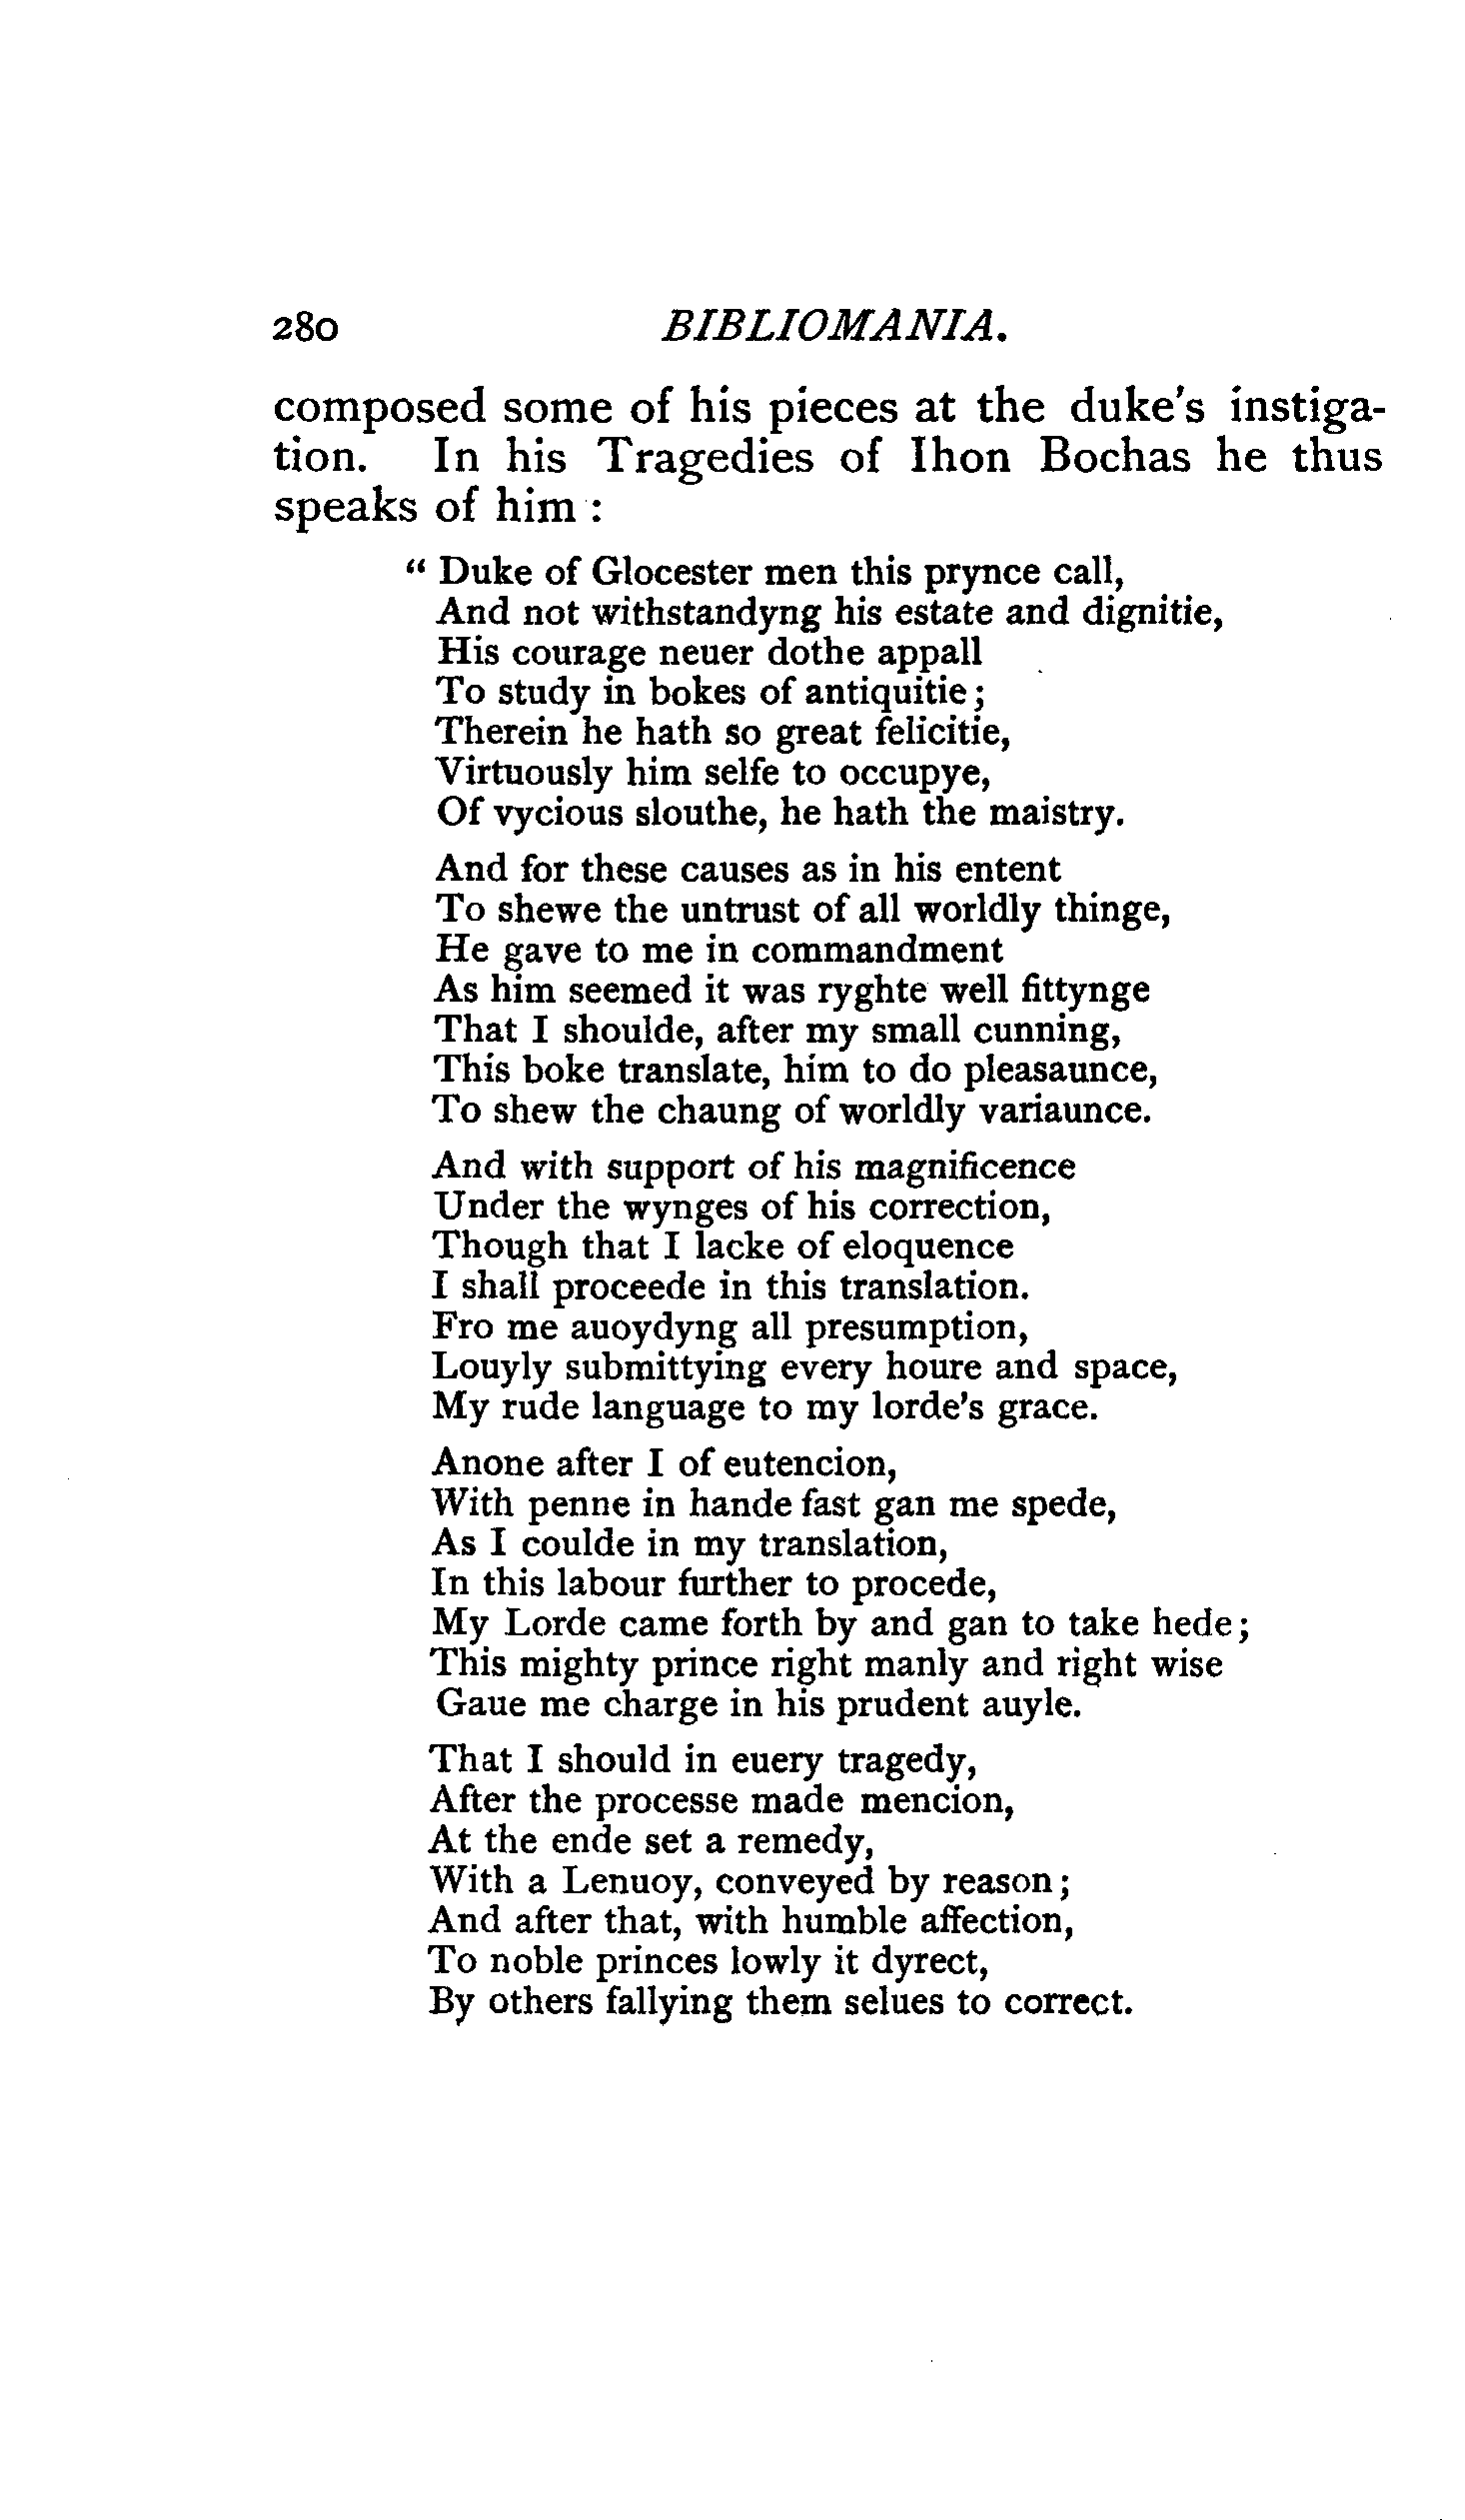 280 BIBLIOMANIA.
composed some of his pieces at the duke's instiga-
tion. In his Tragedies of Ihon Bochas he thus
speaks of him :
" Duke of Glocester men this prynce call,
And not withstandyng his estate and dignitie,
His courage neuer dothe appall
To study in bokes of antiquitie;
Therein he hath so great felicitie,
Virtuously him selfe to occupye,
Of vycious slouthe, he hath the maistry.
And for these causes as in his entent
To shewe the untrust of all worldly thinge,
He gave to me in commandment
As him seemed it was ryghte well fittynge
That I shoulde, after my small cunning,
This boke translate, him to do pleasaunce,
To shew the chaung of worldly variaunce.
And with support of his magnificence
Under the wynges of his correction,
Though that I lacke of eloquence
I shall proceede in this translation.
Fro me auoydyng all presumption,
Louyly submittying every houre and space,
My rude language to my lorde's grace.
Anone after I of eutencion,
With penne in hande fast gan me spede,
As I coulde in my translation,
In this labour further to procede,
My Lorde came forth by and gan to take hede;
This mighty prince right manly and right wise
Gaue me charge in his prudent auyle.
That I should in euery tragedy,
After the processe made mencion,
At the ende set a remedy,
With a Lenuoy, conveyed by reason;
And after that, with humble affection,
To noble princes lowly it dyrect,
By others fallying them selues to correct.